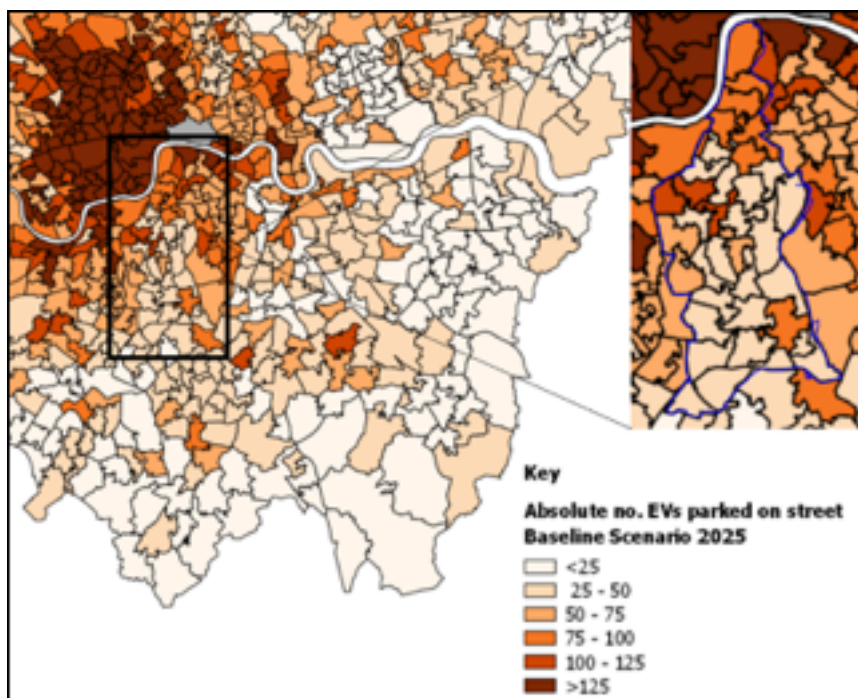 Key
Absolute no. EVs parked on street
Baseline Scenario 2025
<25
25 - 50
50 - 75
75 - 100
100 - 125
>125